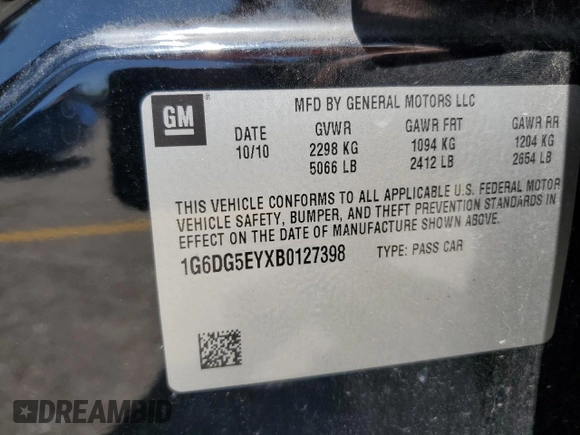 GM
MFD BY GENERAL MOTORS LLC
DATE GVWR GAWR FRT GAWR RR
10/10 2298 KG 1094 KG 1204 KG
5066 LB 2412 LB 2654 LB
THIS VEHICLE CONFORMS TO ALL APPLICABLE U.S. FEDERAL MOTOR
VEHICLE SAFETY, BUMPER, AND THEFT PREVENTION STANDARDS IN
EFFECT ON THE DATE OF MANUFACTURE SHOWN ABOVE.
1G6DG5EYXB0127398 TYPE: PASS CAR
DREAMBID